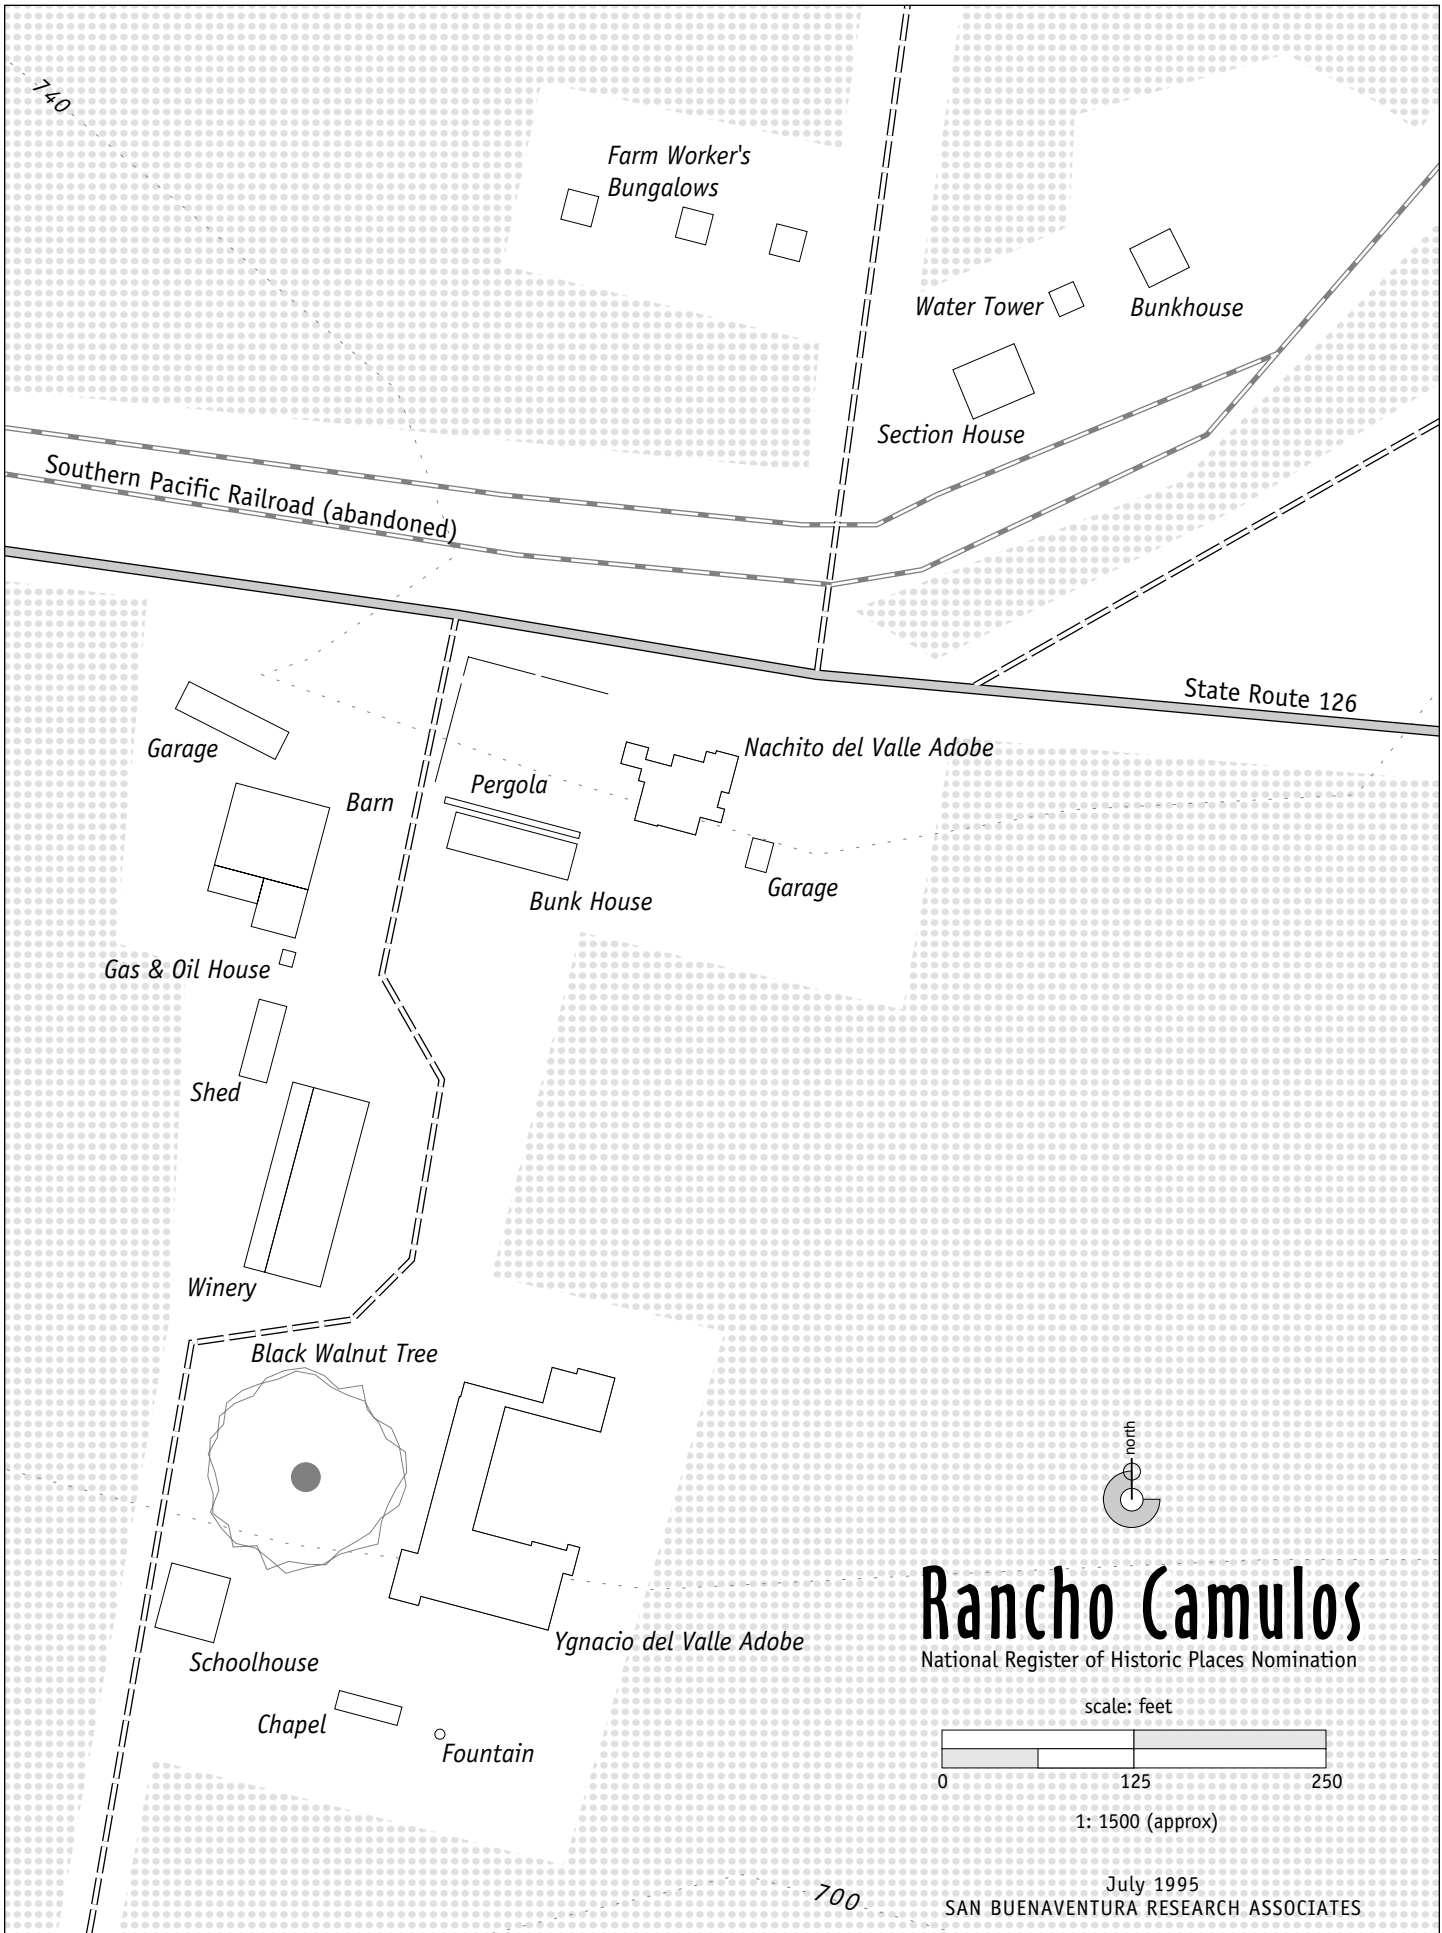 740
Farm Worker's
Bungalows
Water Tower
Bunkhouse
Section House
Southern Pacific Railroad (abandoned)
State Route 126
Garage
Nachito del Valle Adobe
Pergola
Barn
Garage
Bunk House
Gas & Oil House
Shed
Winery
Black Walnut Tree
north
Rancho Camulos
National Register of Historic Places Nomination
Ygnacio del Valle Adobe
Schoolhouse
Chapel
Fountain
scale: feet
0 125 250
1: 1500 (approx)
700
July 1995
SAN BUENAVENTURA RESEARCH ASSOCIATES